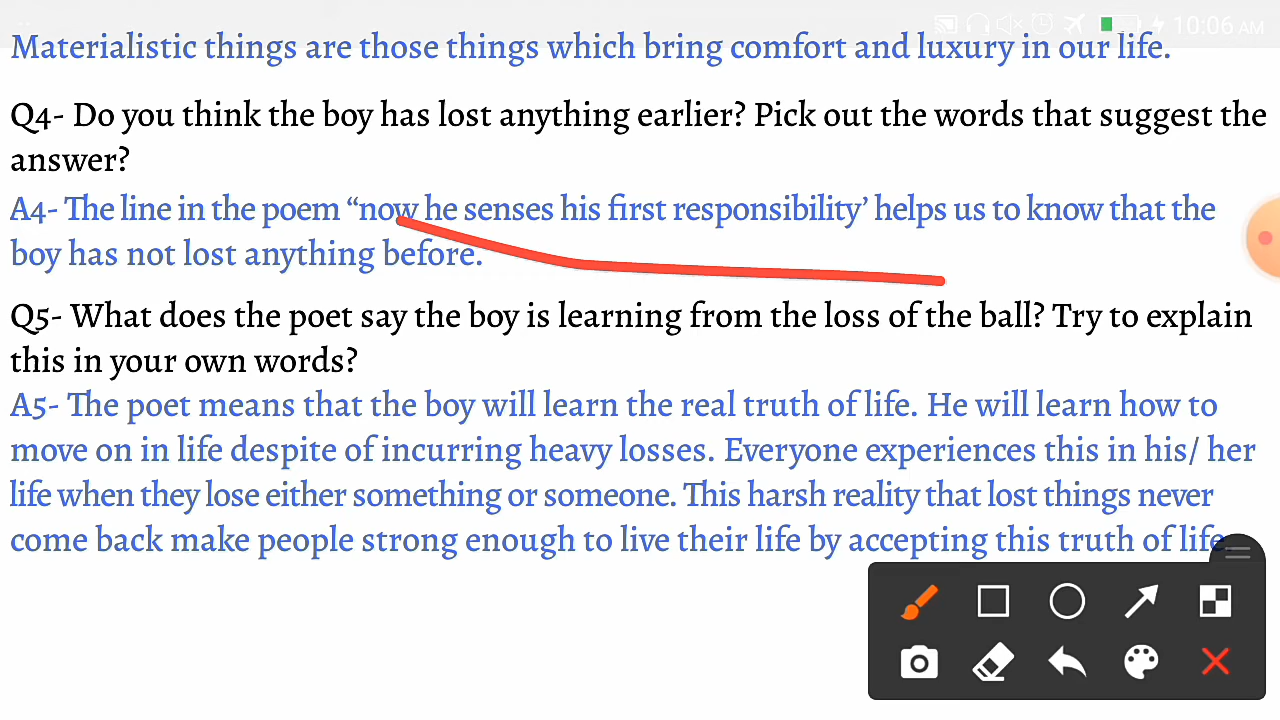 10:06 AM
Materialistic things are those things which bring comfort and luxury in our life.
Q4- Do you think the boy has lost anything earlier? Pick out the words that suggest the
answer?
A4- The line in the poem “now he senses his first responsibility’ helps us to know that the
boy has not lost anything before.
Q5- What does the poet say the boy is learning from the loss of the ball? Try to explain
this in your own words?
A5- The poet means that the boy will learn the real truth of life. He will learn how to
move on in life despite of incurring heavy losses. Everyone experiences this in his/ her
life when they lose either something or someone. This harsh reality that lost things never
come back make people strong enough to live their life by accepting this truth of life.